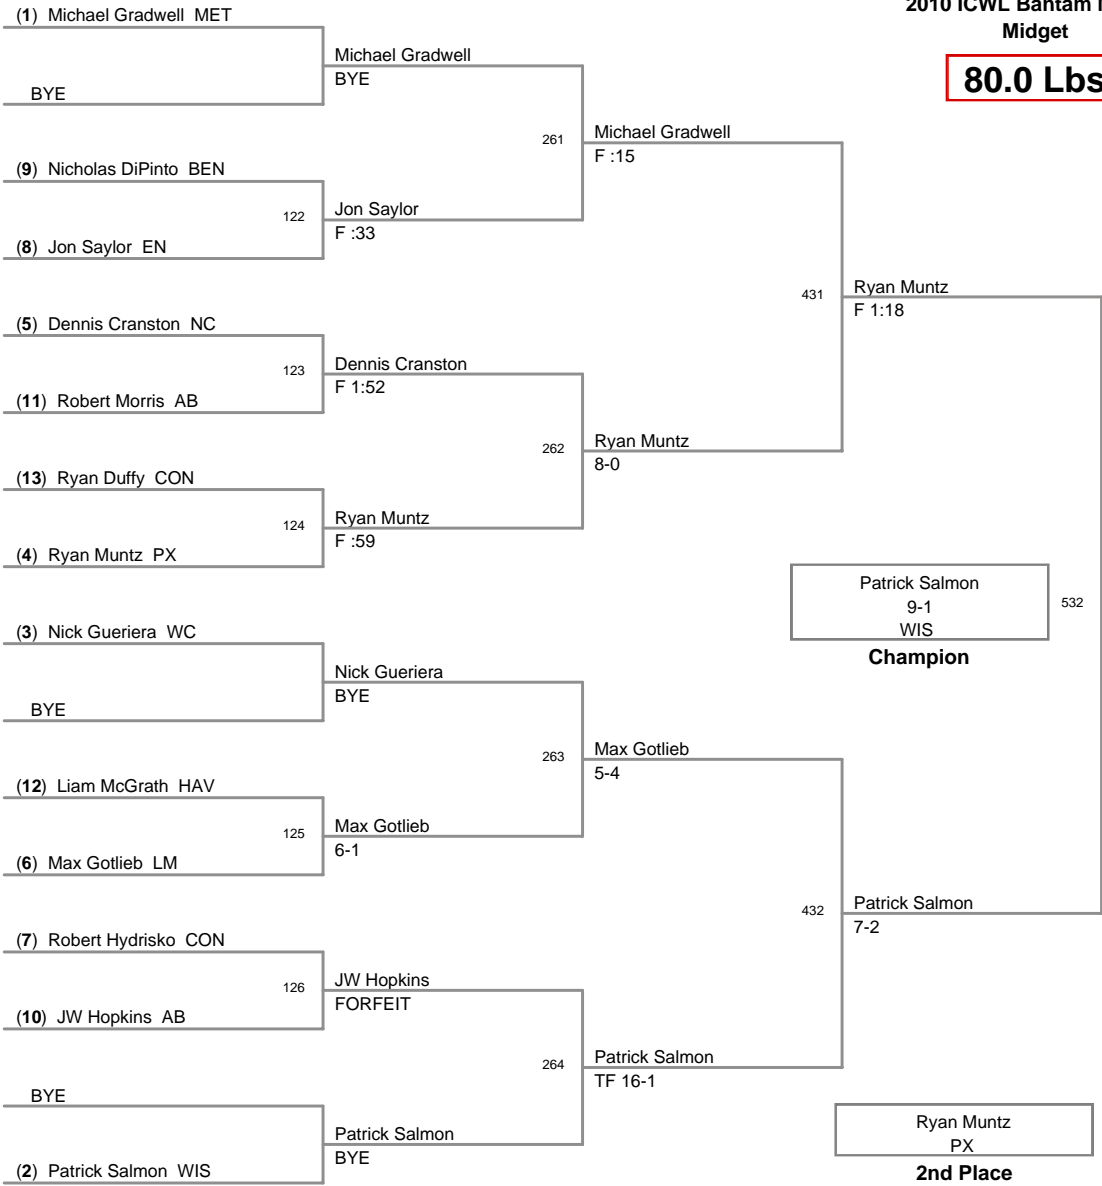 2010 ICWL Bantam
Midget
80.0 Lbs
(1) Michael Gradwell MET
BYE
(9) Nicholas DiPinto BEN
122
(8) Jon Saylor EN
(5) Dennis Cranston NC
123
(11) Robert Morris AB
(13) Ryan Duffy CON
124
(4) Ryan Muntz PX
(3) Nick Gueriera WC
BYE
(12) Liam McGrath HAV
125
(6) Max Gotlieb LM
(7) Robert Hydrisko CON
126
(10) JW Hopkins AB
BYE
(2) Patrick Salmon WIS
Michael Gradwell
BYE
261
Jon Saylor
F :33
Dennis Cranston
F 1:52
262
Ryan Muntz
F :59
Nick Gueriera
BYE
263
Max Gotlieb
6-1
JW Hopkins
FORFEIT
264
Patrick Salmon
BYE
Michael Gradwell
F :15
431
Ryan Muntz
8-0
Max Gotlieb
5-4
432
Patrick Salmon
TF 16-1
Ryan Muntz
F 1:18
Patrick Salmon
7-2
Patrick Salmon
9-1
WIS
532
Champion
Ryan Muntz
PX
2nd Place